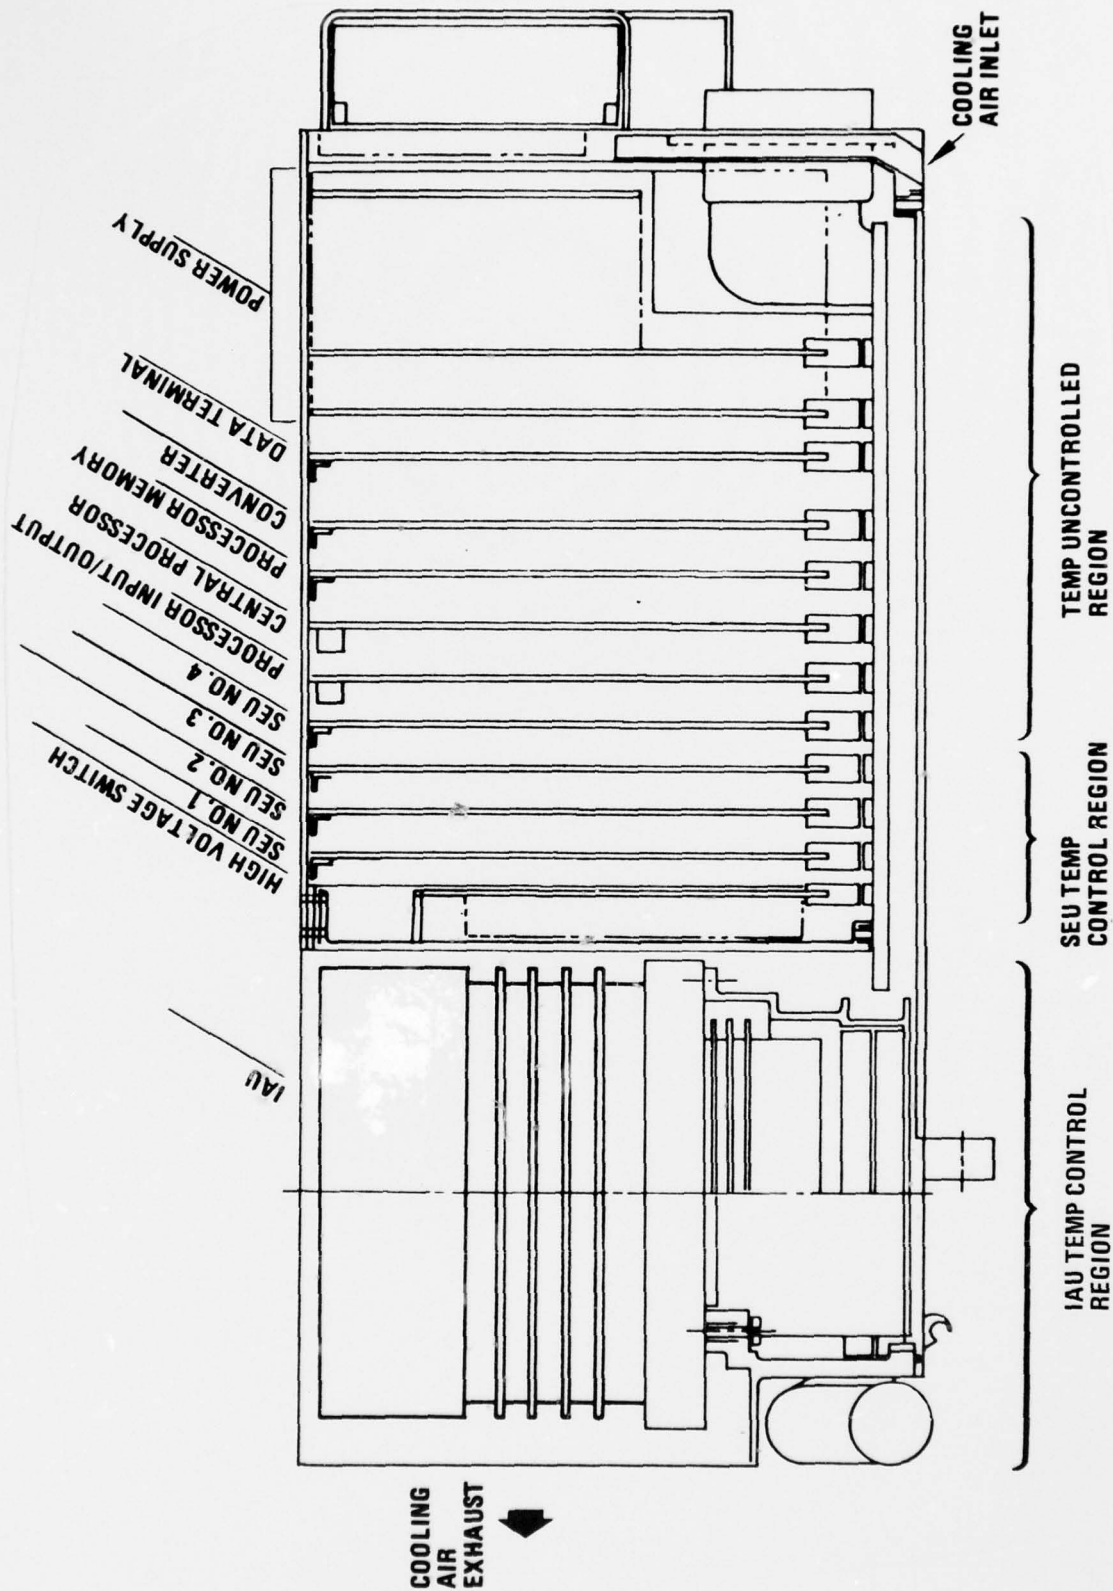 IAU
HIGH VOLTAGE SWITCH
SEU NO.1
SEU NO.2
SEU NO.3
SEU NO.4
PROCESSOR INPUT/OUTPUT
CENTRAL PROCESSOR
PROCESSOR MEMORY
CONVERTER
DATA TERMINAL
POWER SUPPLY
COOLING
AIR
EXHAUST
COOLING
AIR INLET
IAU TEMP CONTROL
REGION
SEU TEMP
CONTROL REGION
TEMP UNCONTROLLED
REGION